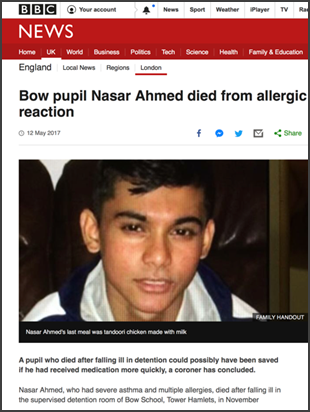 BBC Your account News Sport Weather iPlayer TV
NEWS
Home UK World Business Politics Tech Science Health Family & Education
England Local News Regions London
Bow pupil Nasar Ahmed died from allergic
reaction
12 May 2017 Share
FAMILY HANDOUT
Nasar Ahmed's last meal was tandoori chicken made with milk
A pupil who died after falling ill in detention could possibly have been saved
if he had received medication more quickly, a coroner has concluded.
Nasar Ahmed, who had severe asthma and multiple allergies, died after falling ill in
the supervised detention room of Bow School, Tower Hamlets, in November